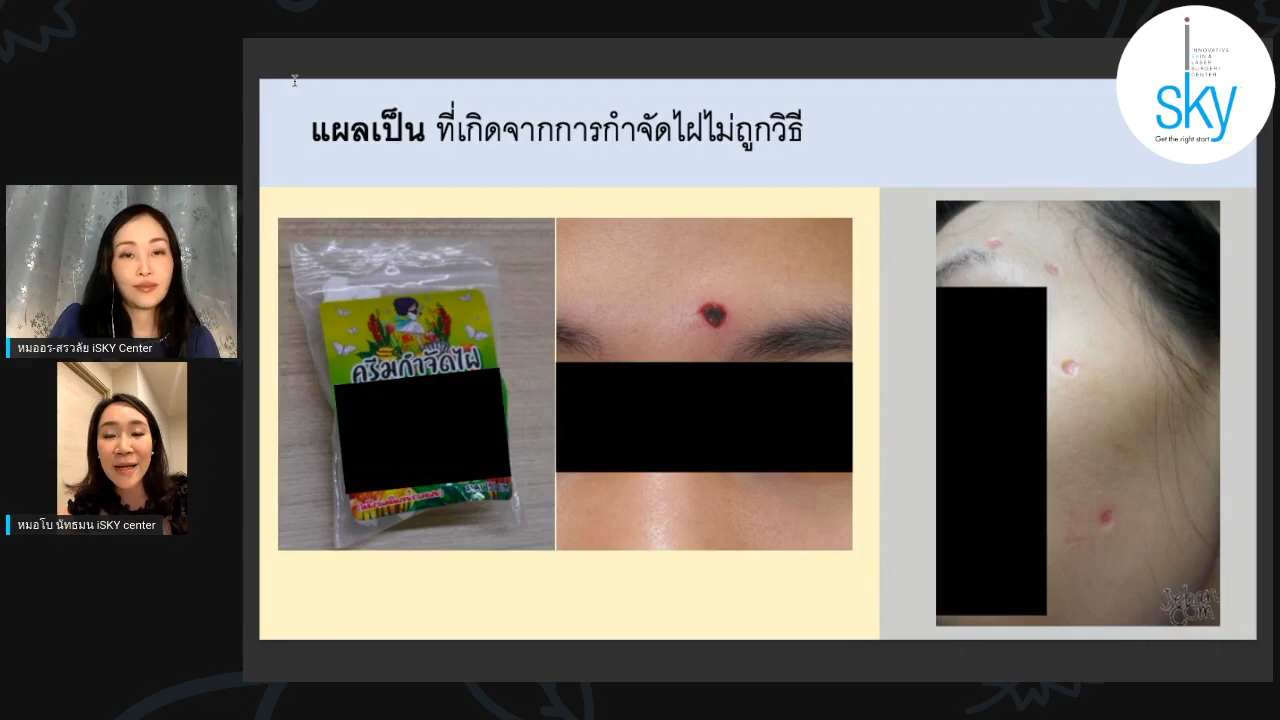 แผลเป็น ที่เกิดจากการกำจัดไฝไม่ถูกวิธี
INNOVATIVE
SKIN &
LASER
SURGERY
CENTER
isky
Get the right start
ครีมกำจัดไฝ
หมออร-สรวลัย iSKY Center
หมอโบ นัทธมน iSKY center